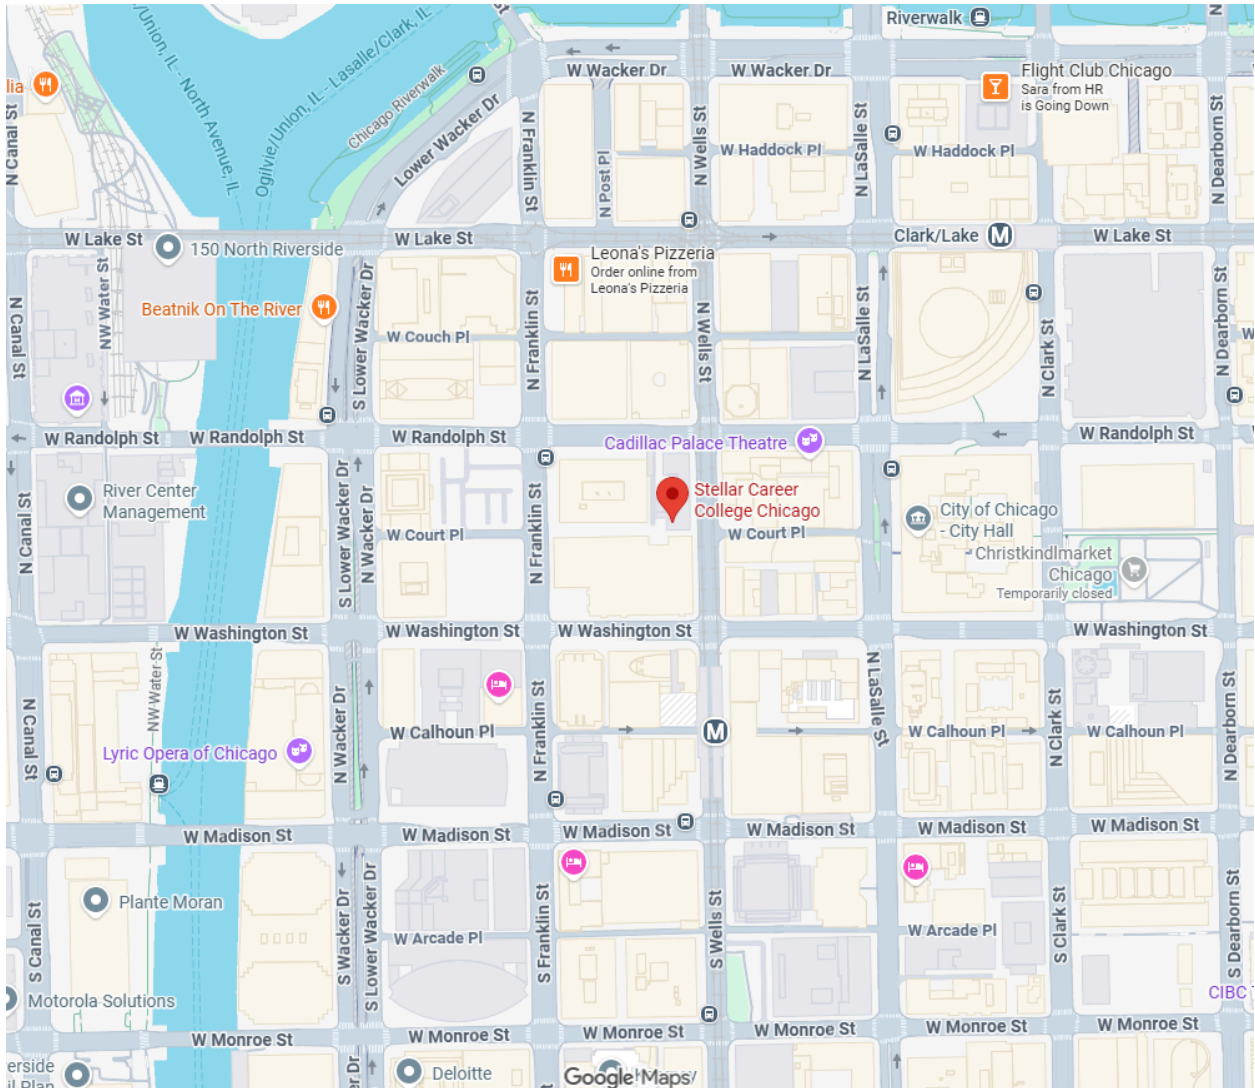 Riverwalk
W Wacker Dr
W Wacker Dr
lia
Flight Club Chicago
Sara from HR
is Going Down
N Canal St
/Union, IL - North Avenue, IL
Ogilvie/Union, IL - Lasalle/Clark, IL
Chicago Riverwalk
Lower Wacker Dr
N Franklin St
N Post Pl
N Wells St
W Haddock Pl
N LaSalle St
W Haddock Pl
N Dearborn St
W Lake St
150 North Riverside
W Lake St
Clark/Lake
M
W Lake St
Leona's Pizzeria
Order online from
Leona's Pizzeria
NW Water St
Beatnik On The River
S Lower Wacker Dr
W Couch Pl
N Canal St
N Franklin St
N Wells St
N LaSalle St
N Clark St
N Dearborn St
W
W Randolph St
W Randolph St
W Randolph St
Cadillac Palace Theatre
W Randolph St
River Center
Management
Stellar Career
College Chicago
City of Chicago
- City Hall
Christkindlmarket
Chicago
Temporarily closed
N Canal St
S Lower Wacker Dr
N Wacker Dr
W Court Pl
N Franklin St
W Court Pl
W Washington St
W Washington St
W Washington St
W Washington St
NW Water St
N Canal St
N Wacker Dr
N Franklin St
N LaSalle St
N Clark St
N Dearborn St
Lyric Opera of Chicago
W Calhoun Pl
M
W Calhoun Pl
W Calhoun Pl
W Madison St
W Madison St
W Madison St
W Madison St
W Madison St
W Madison St
Plante Moran
S Canal St
S Wacker Dr
S Lower Wacker Dr
W Arcade Pl
S Franklin St
S Wells St
W Arcade Pl
S Clark St
S Dearborn St
Motorola Solutions
CIBC
W Monroe St
W Monroe St
W Monroe St
W Monroe St
W Monroe St
erside
Deloitte
Google Maps